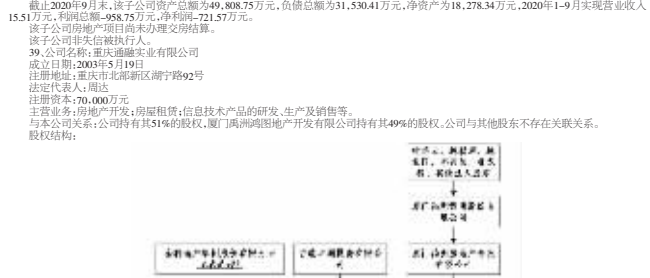 截止2020年9月末,该子公司资产总额为49,808.75万元,负债总额为31,530.41万元,净资产为18,278.34万元,2020年1-9月实现营业收入
15.51万元,利润总额-958.75万元,净利润-721.57万元。
该子公司房地产项目尚未办理交房结算。
该子公司非失信被执行人。
39、公司名称:重庆通融实业有限公司
成立日期:2003年5月19日
注册地址:重庆市北部新区湖宁路92号
法定代表人:周达
注册资本:70,000万元
主营业务:房地产开发;房屋租赁;信息技术产品的研发、生产及销售等。
与本公司关系:公司持有其51%的股权,厦门禹洲鸿图地产开发有限公司持有其49%的股权。公司与其他股东不存在关联关系。
股权结构: